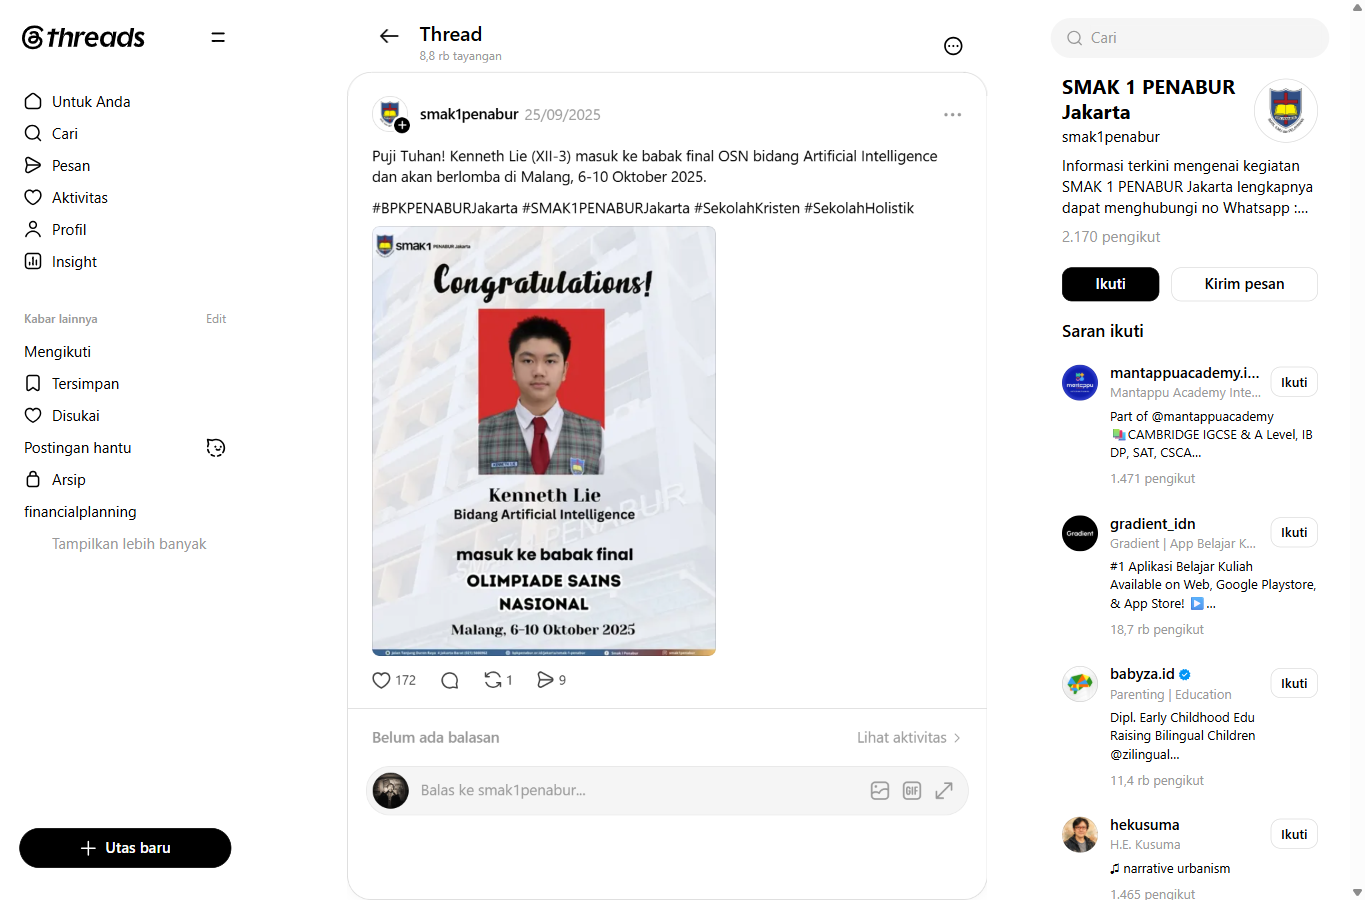 threads
Untuk Anda
Cari
Pesan
Aktivitas
Profil
Insight
Kabar lainnya
Edit
Mengikuti
Tersimpan
Disukai
Postingan hantu
Arsip
financialplanning
Tampilkan lebih banyak
Utas baru
Thread
8,8 rb tayangan
smak1penabur 25/09/2025
Puji Tuhan! Kenneth Lie (XII-3) masuk ke babak final OSN bidang Artificial Intelligence
dan akan berlomba di Malang, 6-10 Oktober 2025.
#BPKPENABURJakarta #SMAK1PENABURJakarta #SekolahKristen #SekolahHolistik
smak1 PENABUR Jakarta
Congratulations!
KENNETH LIE
Kenneth Lie
Bidang Artificial Intelligence
masuk ke babak final
OLIMPIADE SAINS
NASIONAL
Malang, 6-10 Oktober 2025
172
1
9
Belum ada balasan
Lihat aktivitas
Balas ke smak1penabur...
GIF
Cari
SMAK 1 PENABUR
Jakarta
smak1penabur
Informasi terkini mengenai kegiatan
SMAK 1 PENABUR Jakarta lengkapnya
dapat menghubungi no Whatsapp :...
2.170 pengikut
Ikuti
Kirim pesan
Saran ikuti
mantappu
mantappuacademy.i...
Mantappu Academy Inte...
Ikuti
Part of @mantappuacademy
CAMBRIDGE IGCSE & A Level, IB
DP, SAT, CSCA...
1.471 pengikut
Gradient
gradient_idn
Gradient | App Belajar K...
Ikuti
#1 Aplikasi Belajar Kuliah
Available on Web, Google Playstore,
& App Store! ▶️ ...
18,7 rb pengikut
babyza.id
Parenting | Education
Ikuti
Dipl. Early Childhood Edu
Raising Bilingual Children
@zilingual...
11,4 rb pengikut
hekusuma
H.E. Kusuma
Ikuti
♫ narrative urbanism
1.465 pengikut